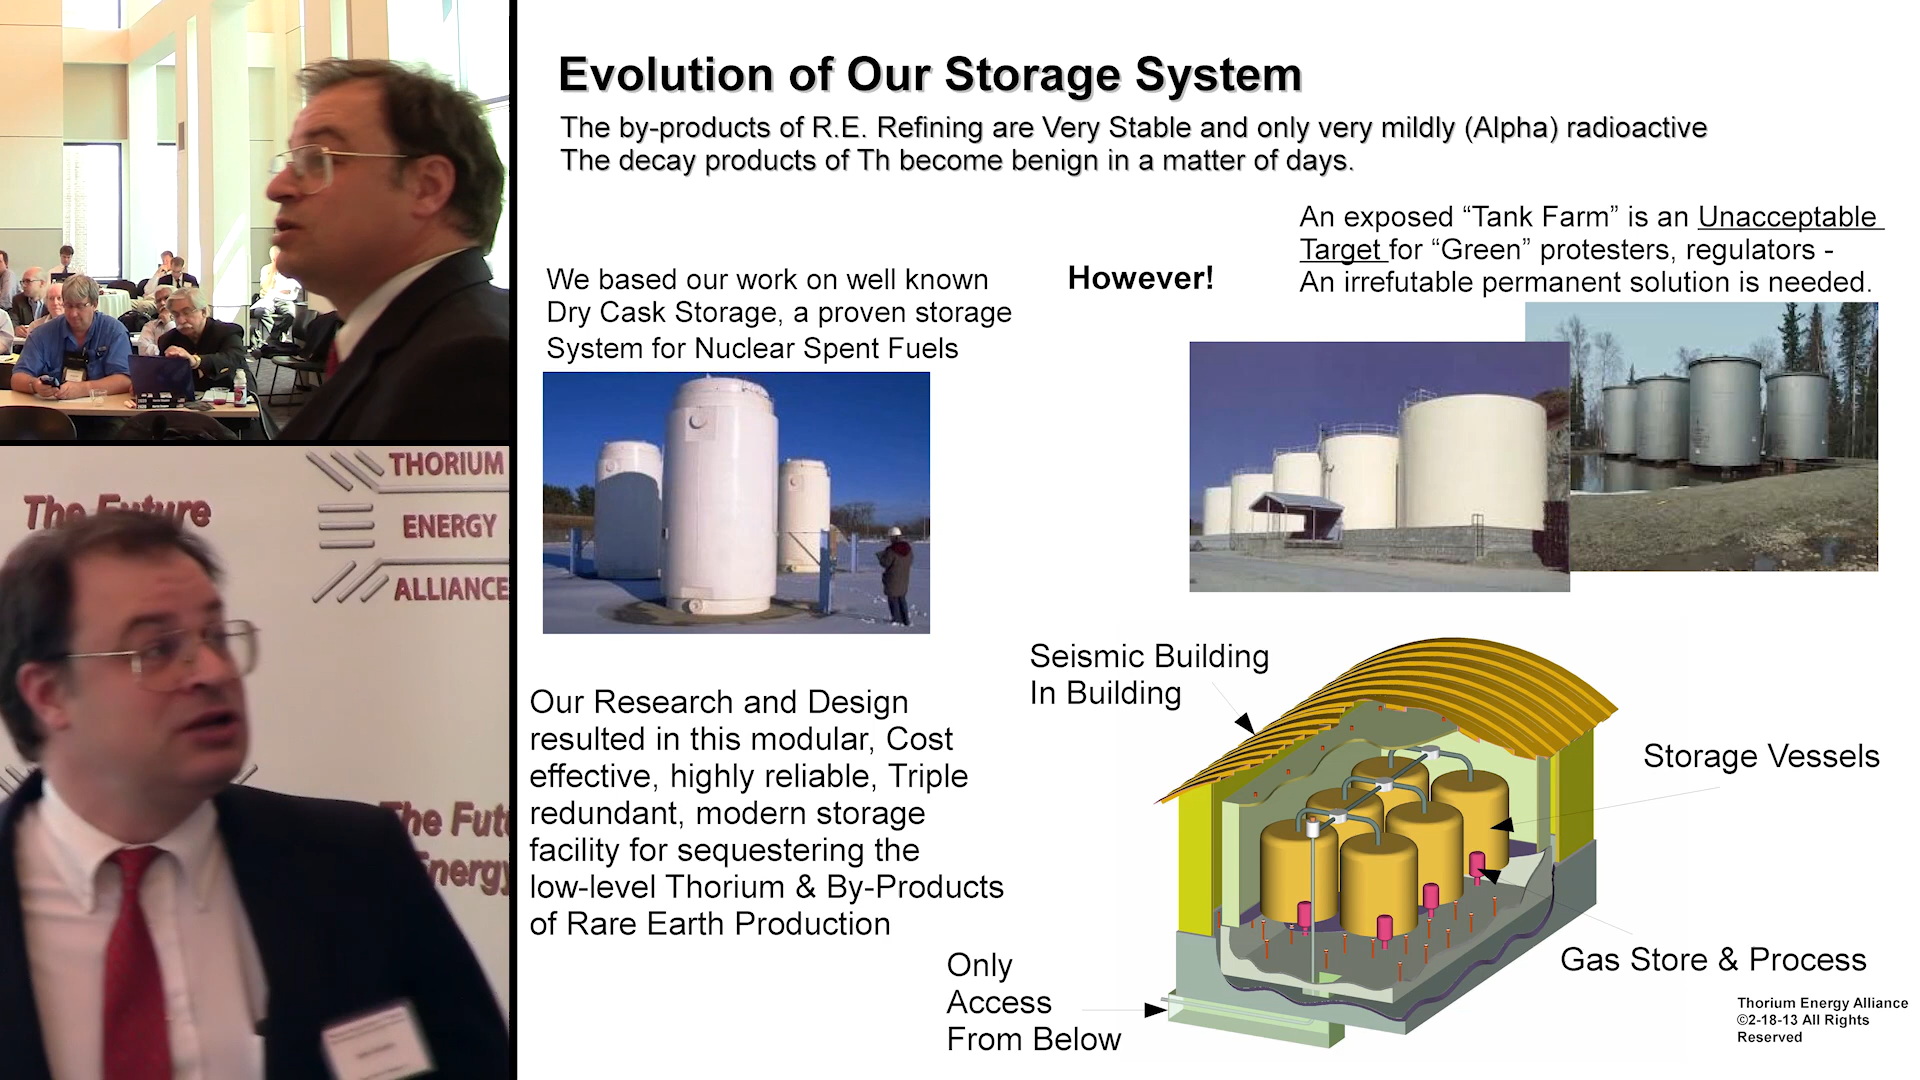 Evolution of Our Storage System
The by-products of R.E. Refining are Very Stable and only very mildly (Alpha) radioactive
The decay products of Th become benign in a matter of days.
An exposed “Tank Farm” is an Unacceptable
Target for “Green” protesters, regulators -
An irrefutable permanent solution is needed.
However!
We based our work on well known
Dry Cask Storage, a proven storage
System for Nuclear Spent Fuels
Our Research and Design
resulted in this modular, Cost
effective, highly reliable, Triple
redundant, modern storage
facility for sequestering the
low-level Thorium & By-Products
of Rare Earth Production
Seismic Building
In Building
Storage Vessels
Gas Store & Process
Only
Access
From Below
Thorium Energy Alliance
©2-18-13 All Rights
Reserved
The Future
THORIUM
ENERGY
ALLIANCE
The Fut
Energy